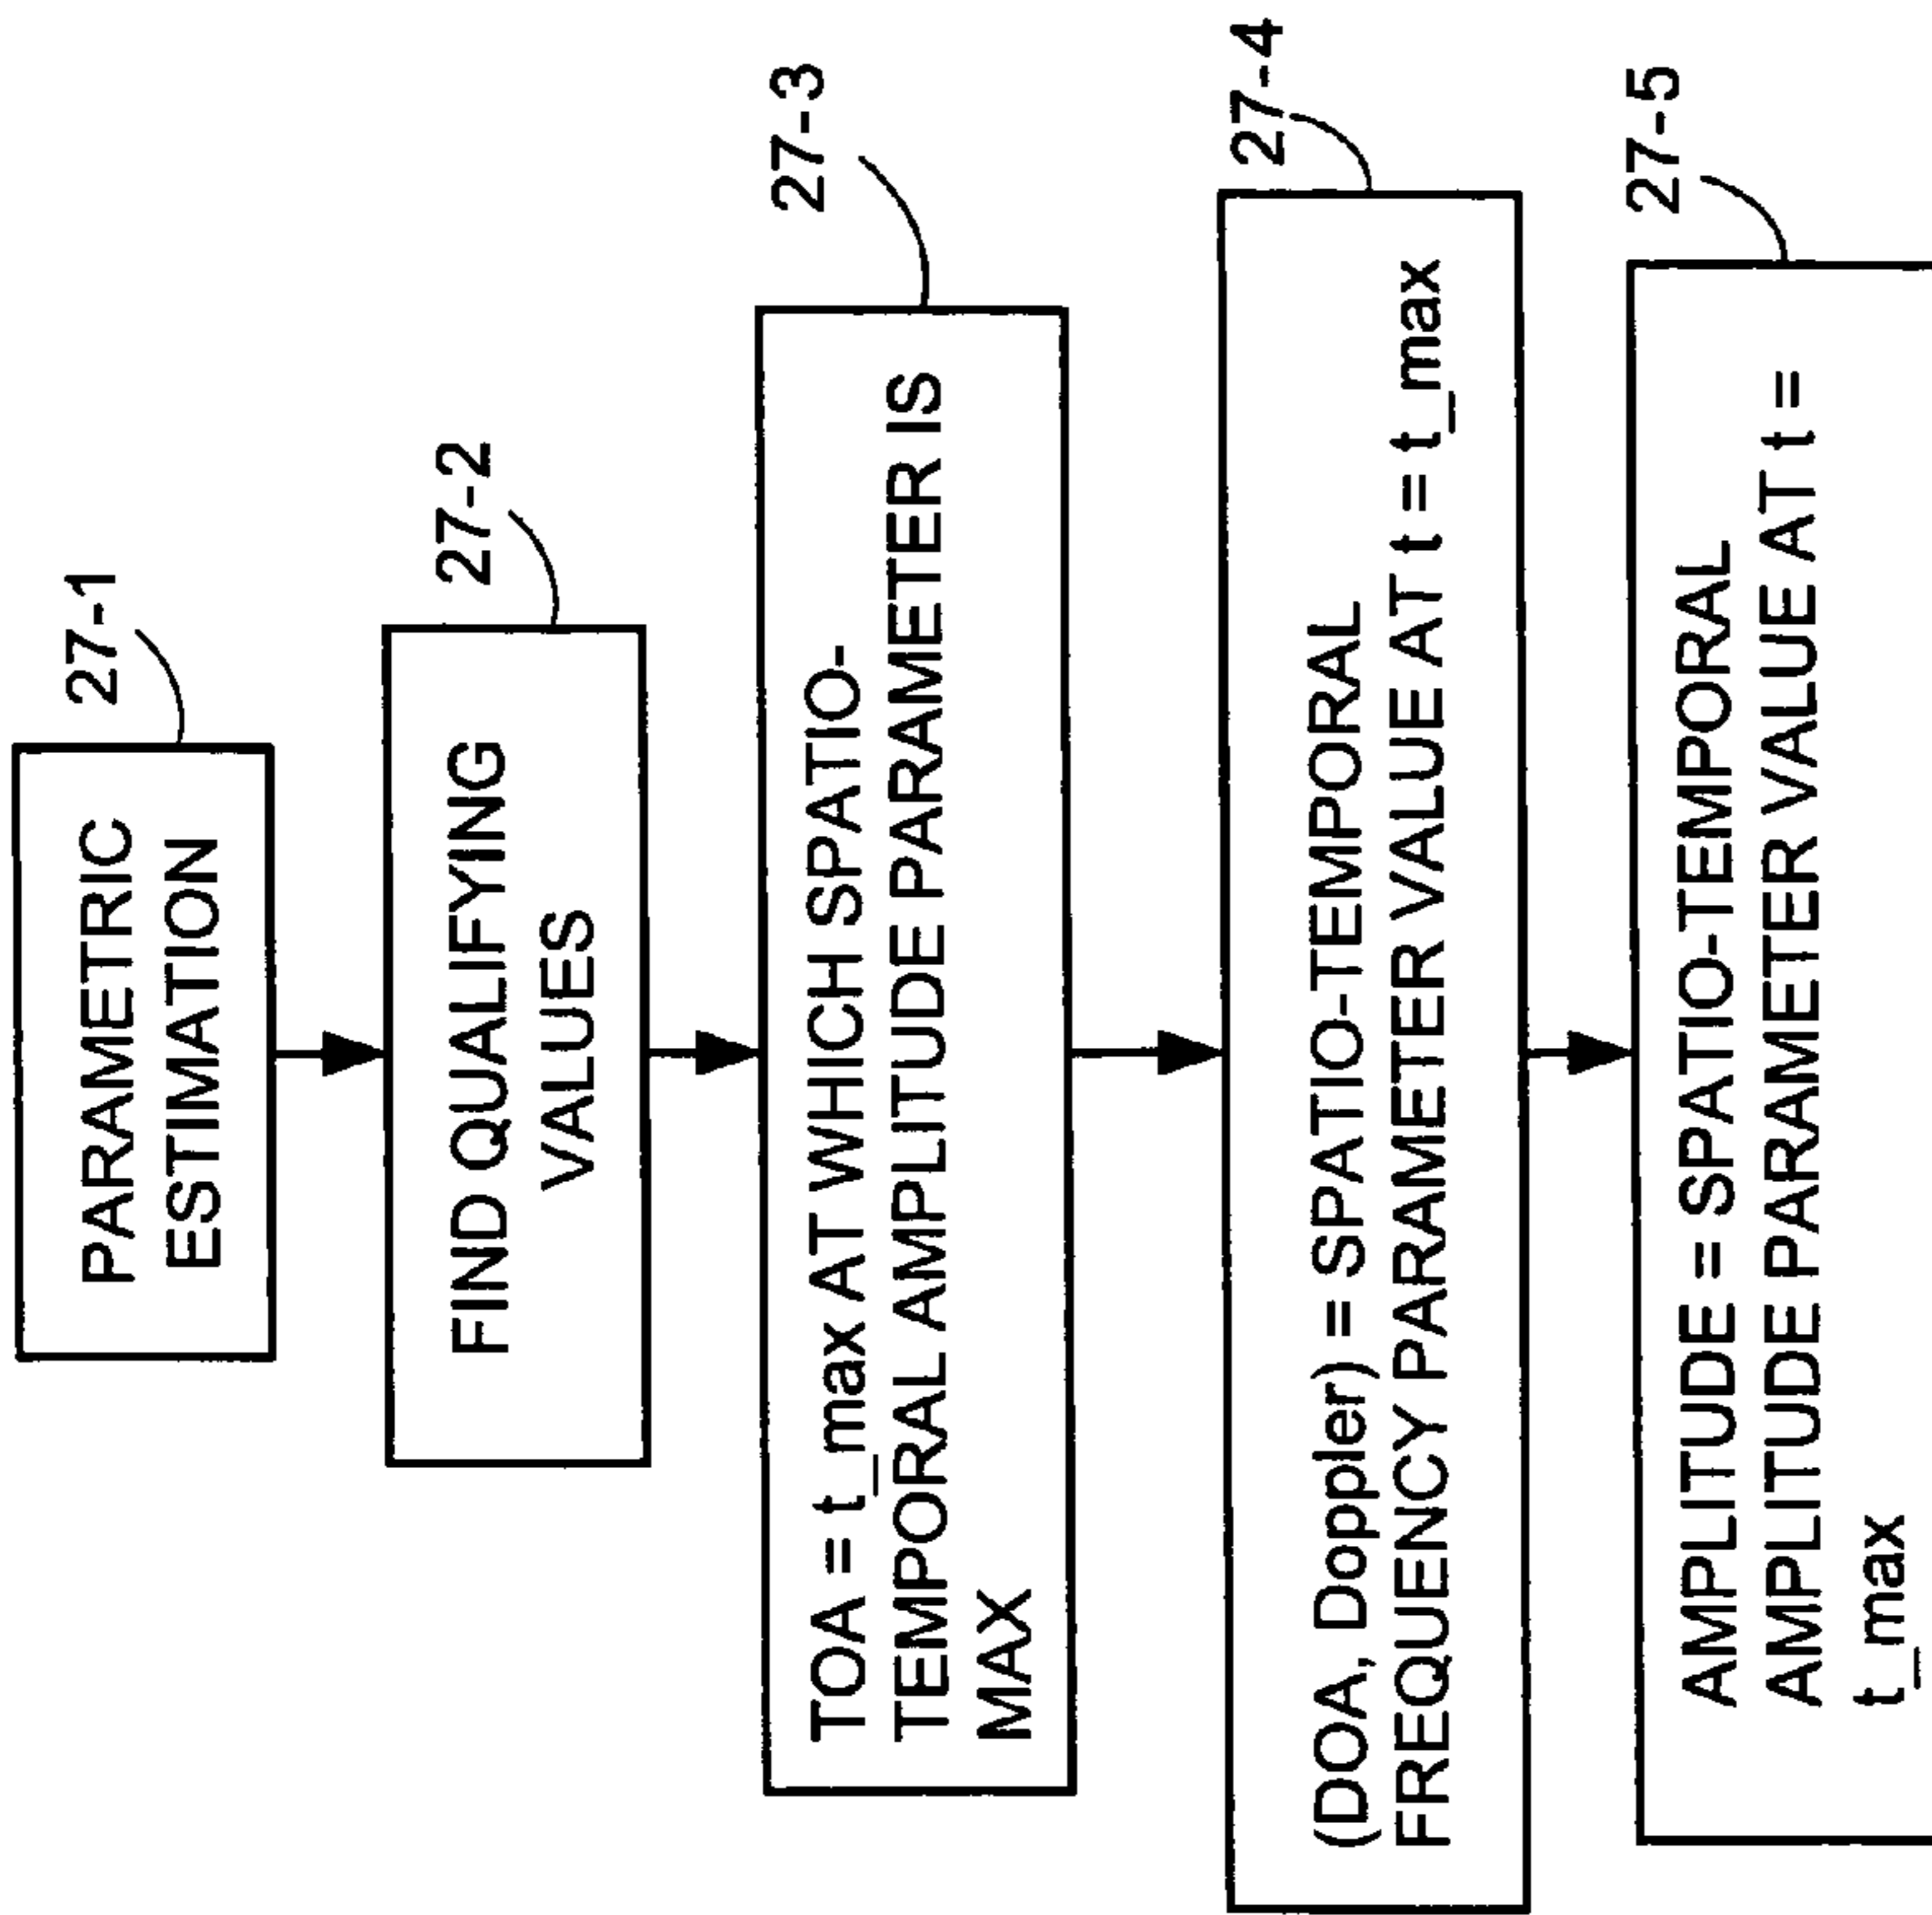 27-1
PARAMETRIC
ESTIMATION
27-2
FIND QUALIFYING
VALUES
27-3
TOA = t_max AT WHICH SPATIO-
TEMPORAL AMPLITUDE PARAMETER IS
MAX
27-4
(DOA, Doppler) = SPATIO-TEMPORAL
FREQUENCY PARAMETER VALUE AT t = t_max
27-5
AMPLITUDE = SPATIO-TEMPORAL
AMPLITUDE PARAMETER VALUE AT t =
t_max